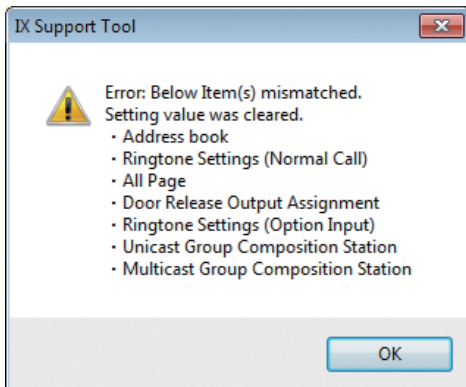 IX Support Tool
Error: Below Item(s) mismatched.
Setting value was cleared.
・Address book
・Ringtone Settings (Normal Call)
・All Page
・Door Release Output Assignment
・Ringtone Settings (Option Input)
・Unicast Group Composition Station
・Multicast Group Composition Station
OK